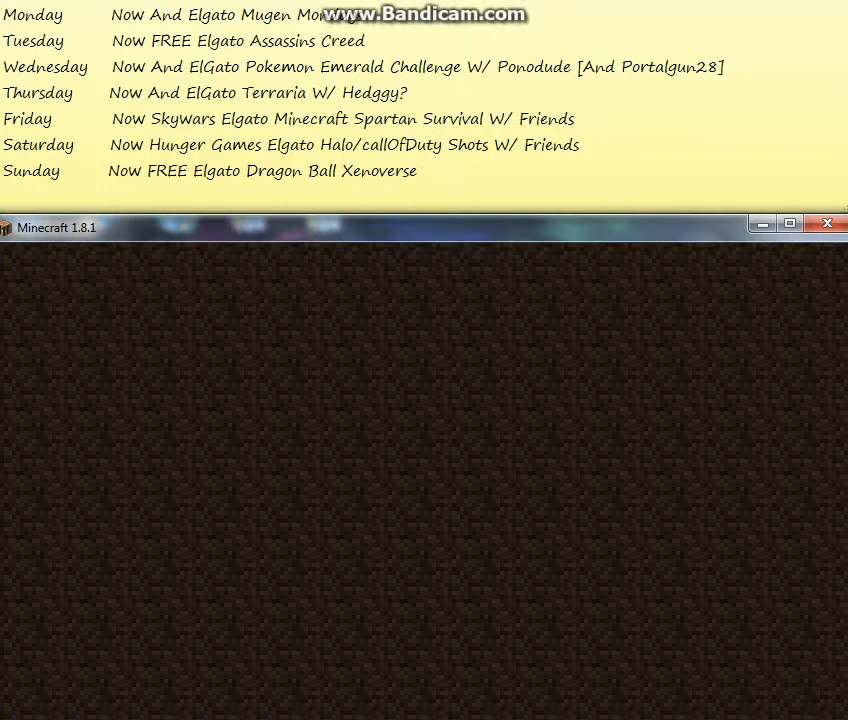 www.Bandicam.com
Monday Now And Elgato Mugen Mondays
Tuesday Now FREE Elgato Assassins Creed
Wednesday Now And ElGato Pokemon Emerald Challenge W/ Ponodude [And Portalgun28]
Thursday Now And ElGato Terraria W/ Hedggy?
Friday Now Skywars Elgato Minecraft Spartan Survival W/ Friends
Saturday Now Hunger Games Elgato Halo/callOfDuty Shots W/ Friends
Sunday Now FREE Elgato Dragon Ball Xenoverse
Minecraft 1.8.1